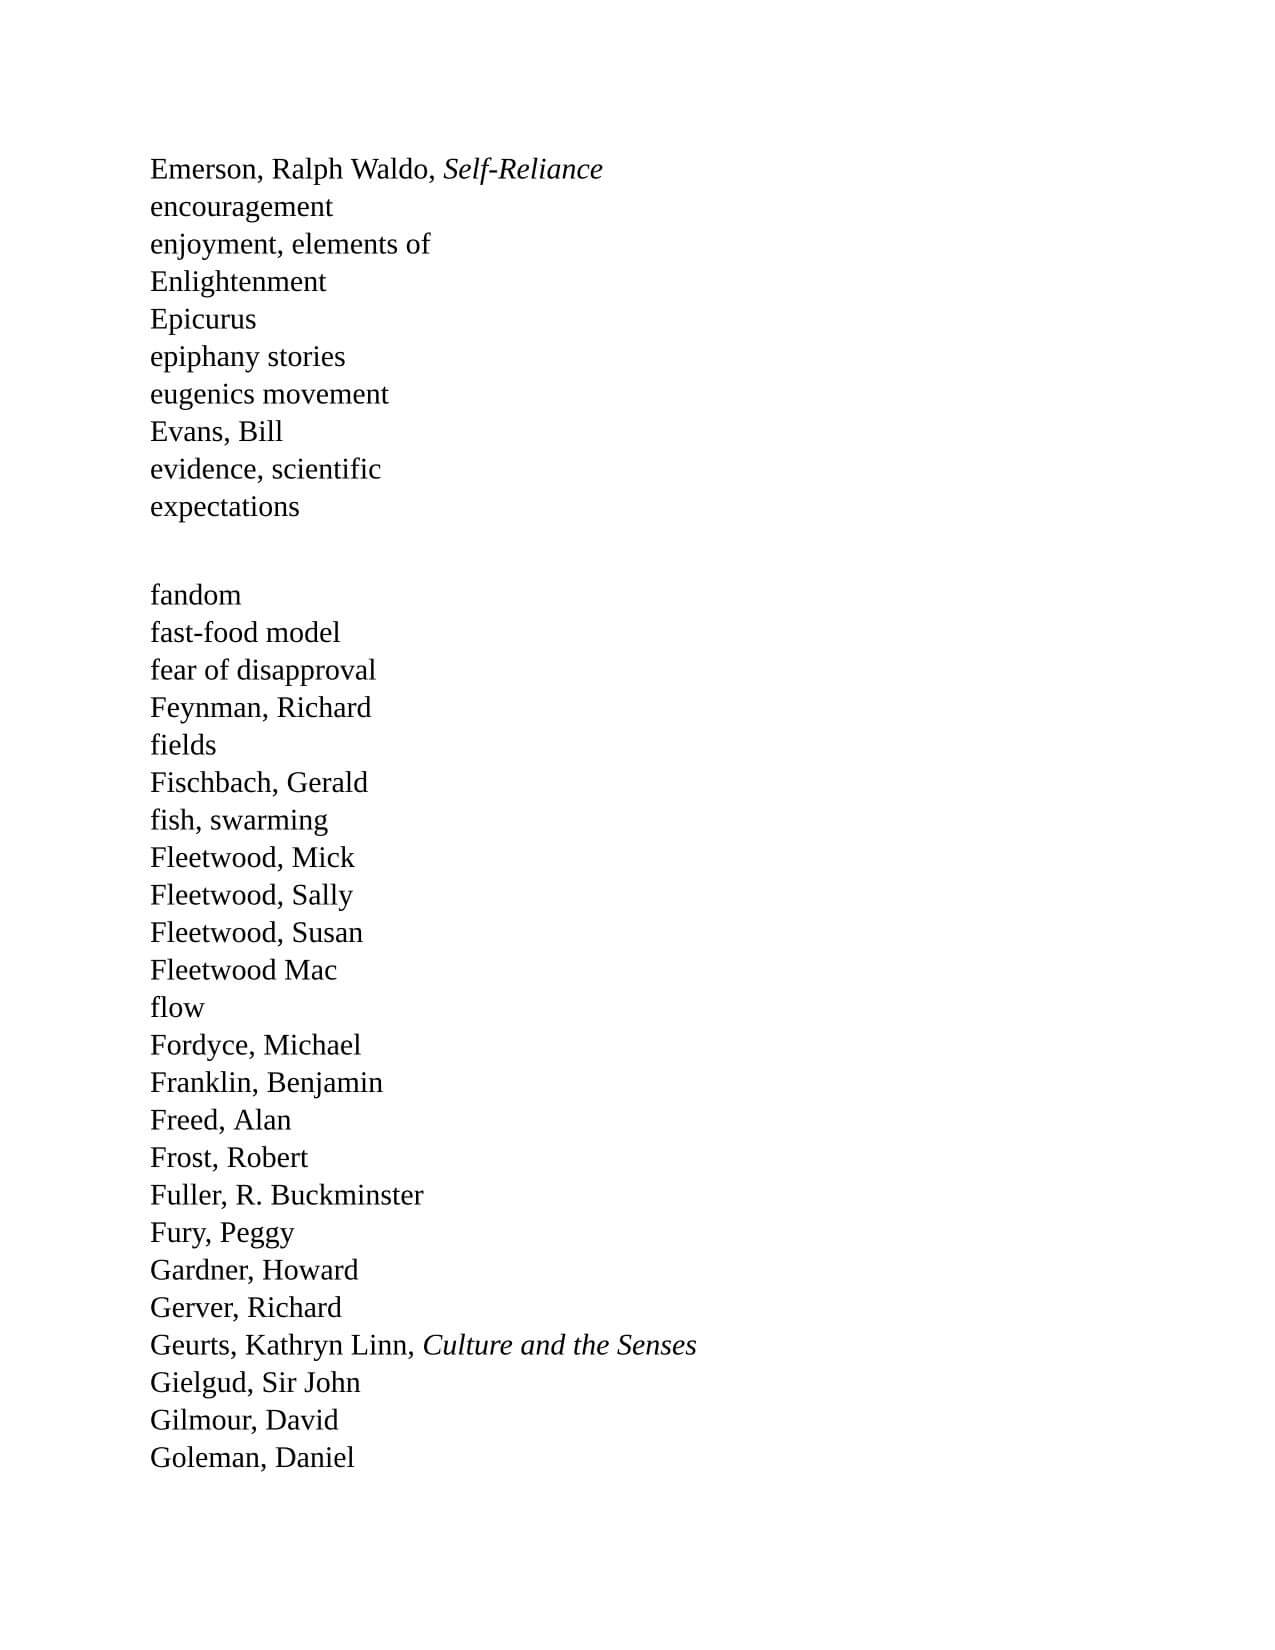 Emerson, Ralph Waldo, Self-Reliance
encouragement
enjoyment, elements of
Enlightenment
Epicurus
epiphany stories
eugenics movement
Evans, Bill
evidence, scientific
expectations
fandom
fast-food model
fear of disapproval
Feynman, Richard
fields
Fischbach, Gerald
fish, swarming
Fleetwood, Mick
Fleetwood, Sally
Fleetwood, Susan
Fleetwood Mac
flow
Fordyce, Michael
Franklin, Benjamin
Freed, Alan
Frost, Robert
Fuller, R. Buckminster
Fury, Peggy
Gardner, Howard
Gerver, Richard
Geurts, Kathryn Linn, Culture and the Senses
Gielgud, Sir John
Gilmour, David
Goleman, Daniel